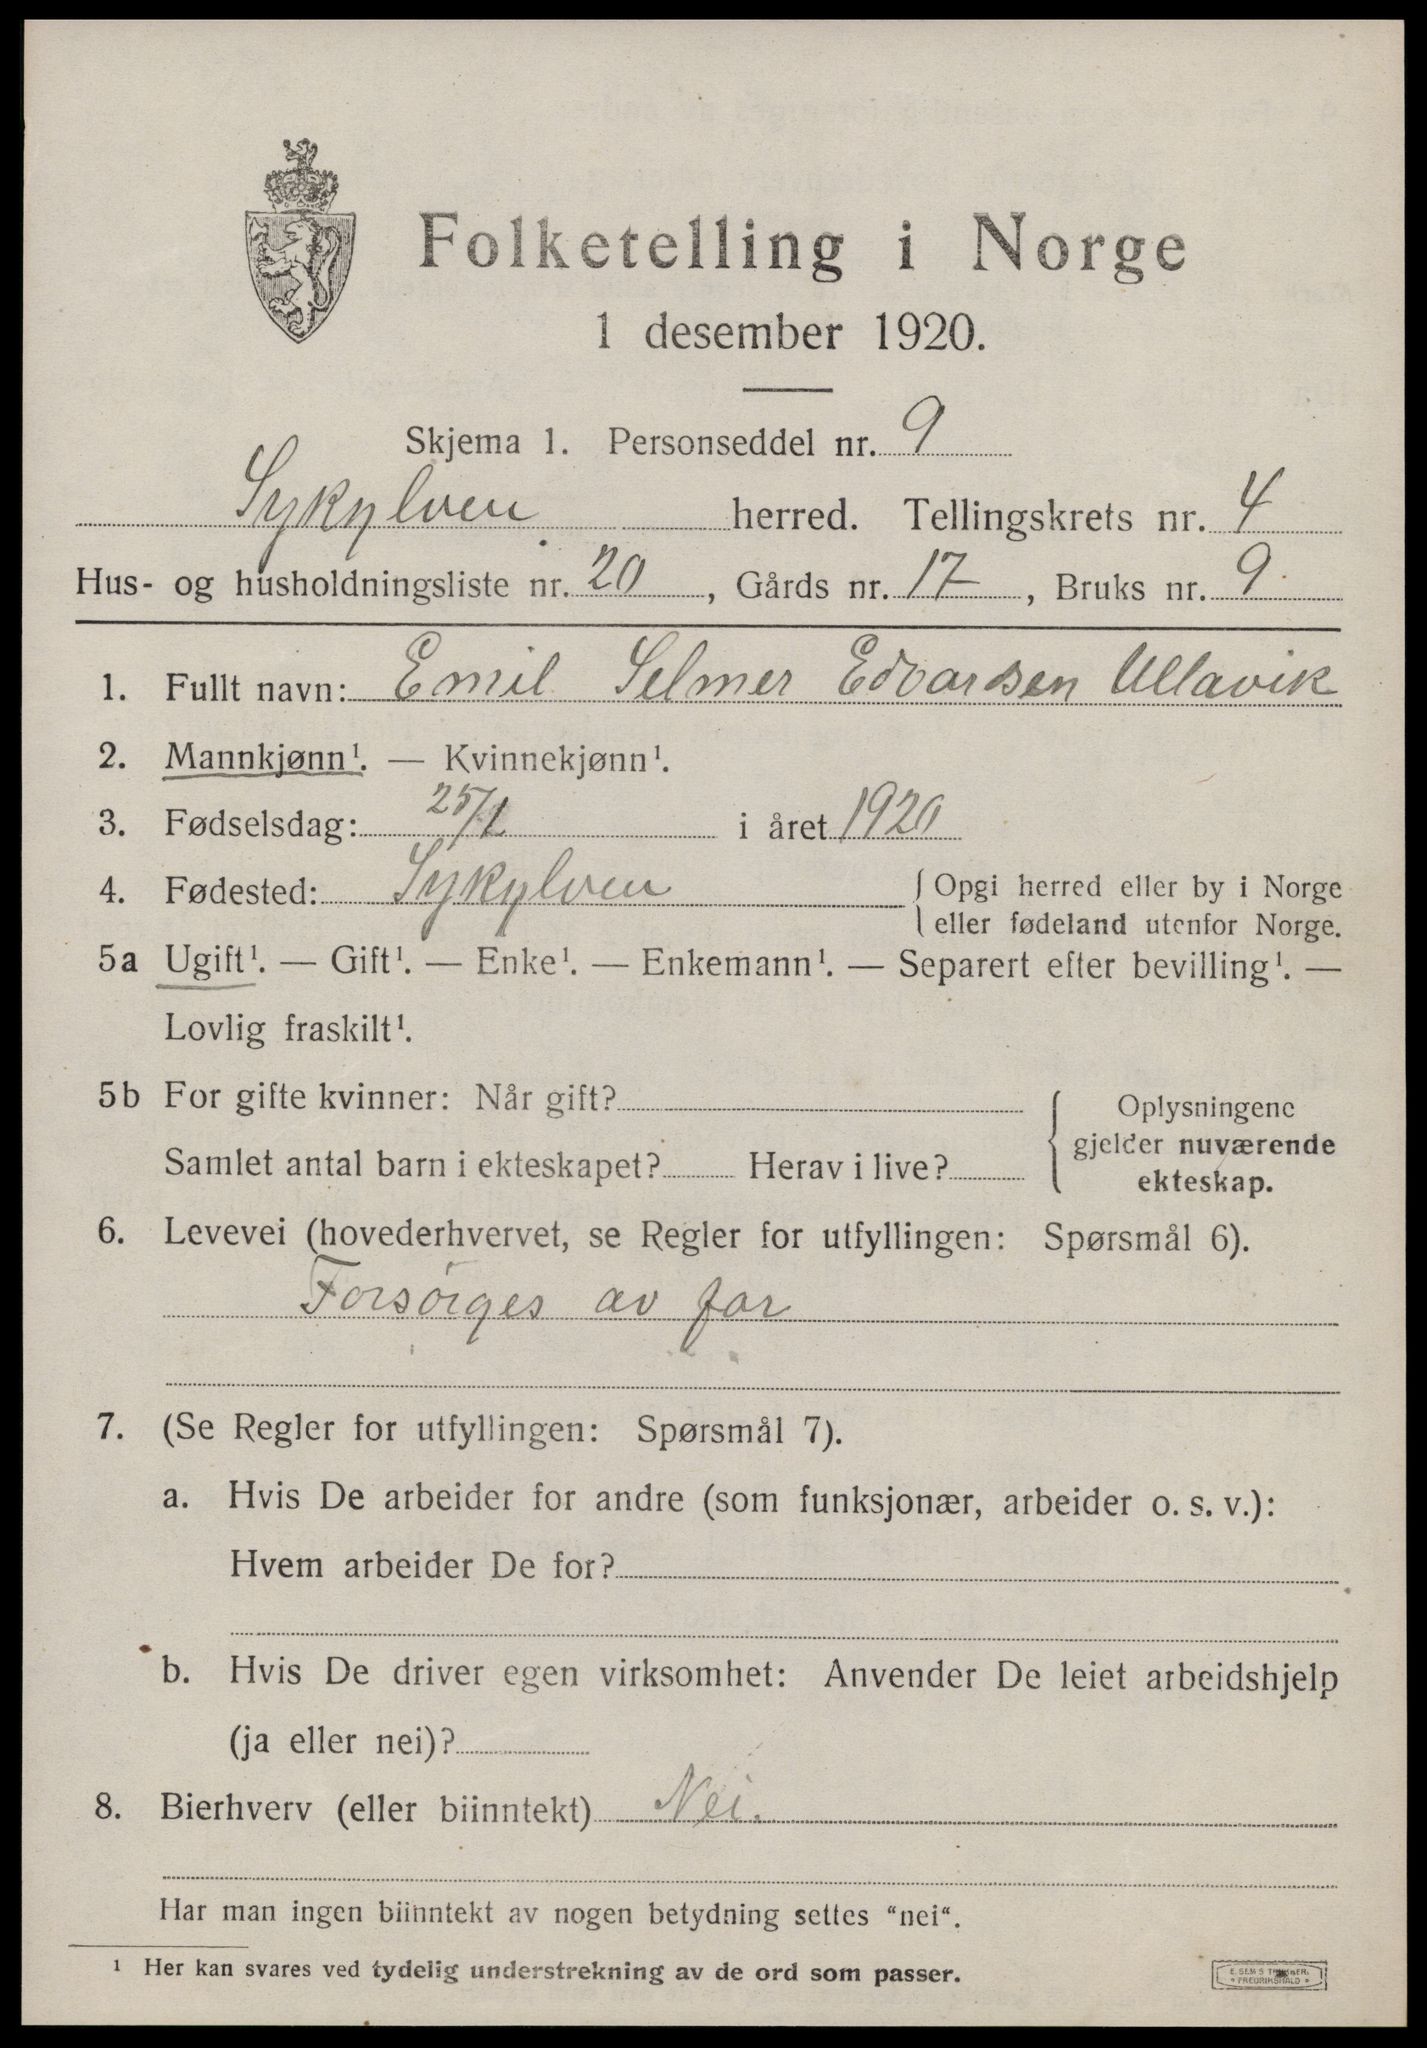 Folketelling i Norge
1 desember 1920.
Skjema 1. Personseddel nr. 9
Sykylven herred. Tellingskrets nr. 4
Hus- og husholdningsliste nr. 20, Gårds nr. 17, Bruks nr. 9
1. Fullt navn: Emil Selmer Edvardsen Ullavik
2. Mannkjønn¹. — Kvinnekjønn¹.
3. Fødselsdag: 25/1 i året 1920
4. Fødested: Sykylven { Opgi herred eller by i Norge
eller fødeland utenfor Norge.
5a Ugift¹. — Gift¹. — Enke¹. — Enkemann¹. — Separert efter bevilling¹. —
Lovlig fraskilt¹.
5b For gifte kvinner: Når gift?
Samlet antal barn i ekteskapet? Herav i live?
Oplysningene
gjelder nuværende
ekteskap.
6. Levevei (hovederhvervet, se Regler for utfyllingen: Spørsmål 6).
Forsörges av far
7. (Se Regler for utfyllingen: Spørsmål 7).
a. Hvis De arbeider for andre (som funksjonær, arbeider o. s. v.):
Hvem arbeider De for?
b. Hvis De driver egen virksomhet: Anvender De leiet arbeidshjelp
(ja eller nei)?
8. Bierhverv (eller biinntekt) Nei.
Har man ingen biinntekt av nogen betydning settes "nei".
¹ Her kan svares ved tydelig understrekning av de ord som passer.
FREDRIKSHALD